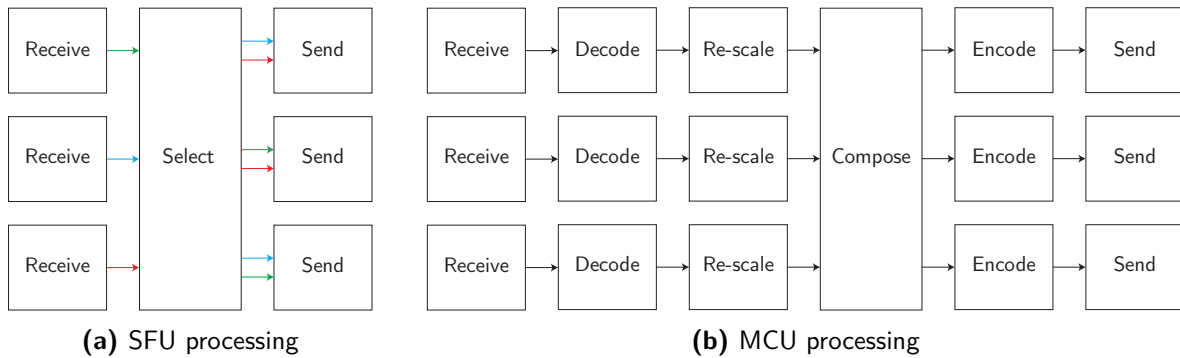 Receive
Send
Receive
Select
Send
Receive
Send
(a) SFU processing
Receive
Decode
Re-scale
Encode
Send
Receive
Decode
Re-scale
Compose
Encode
Send
Receive
Decode
Re-scale
Encode
Send
(b) MCU processing